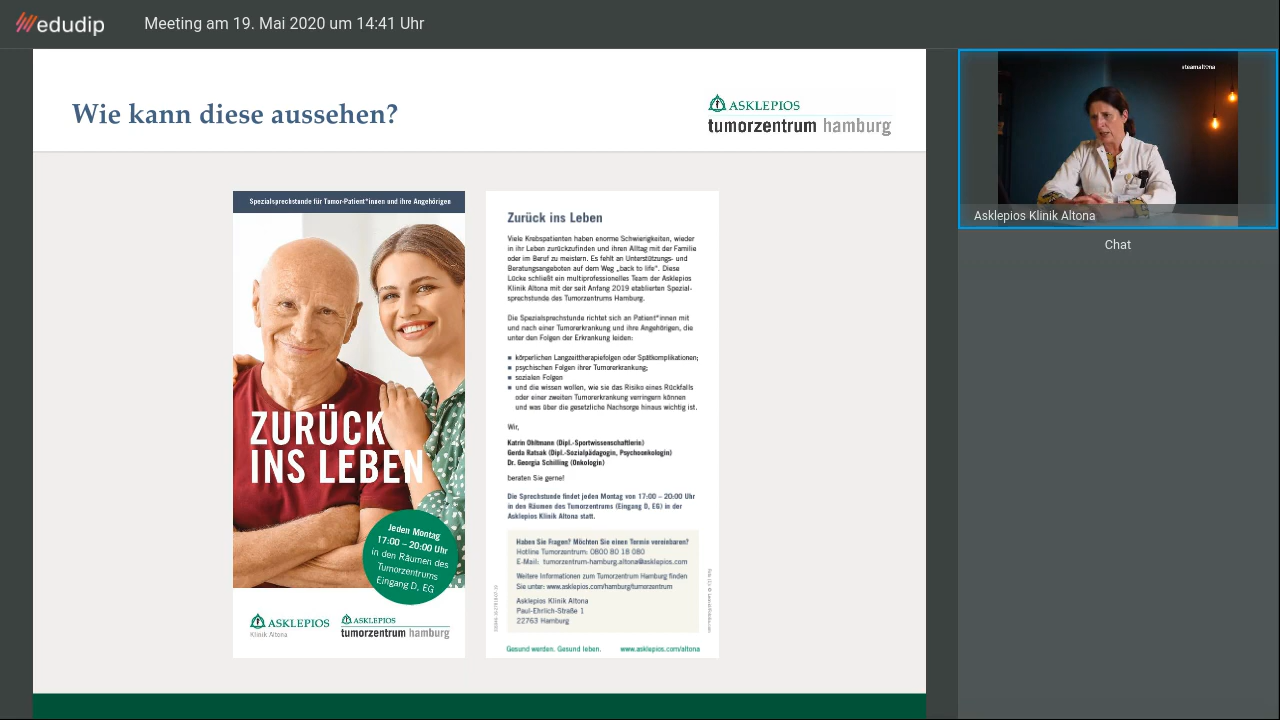 edudip
Meeting am 19. Mai 2020 um 14:41 Uhr
Wie kann diese aussehen?
ASKLEPIOS
tumorzentrum hamburg
Spezialsprechstunde für Tumor-Patient*innen und ihre Angehörigen
ZURÜCK
INS LEBEN
Jeden Montag
17:00 – 20:00 Uhr
in den Räumen des
Tumorzentrums
Eingang D, EG
ASKLEPIOS
Klinik Altona
ASKLEPIOS
tumorzentrum hamburg
Zurück ins Leben
Viele Krebspatienten haben enorme Schwierigkeiten, wieder
in ihr Leben zurückzufinden und ihren Alltag mit der Familie
oder im Beruf zu meistern. Es fehlt an Unterstützungs- und
Beratungsangeboten auf dem Weg „back to life“. Diese
Lücke schließt ein multiprofessionelles Team der Asklepios
Klinik Altona mit der seit Anfang 2019 etablierten Spezial-
sprechstunde des Tumorzentrums Hamburg.
Die Spezialsprechstunde richtet sich an Patient*innen mit
und nach einer Tumorerkrankung und ihre Angehörigen, die
unter den Folgen der Erkrankung leiden:
■ körperlichen Langzeittherapiefolgen oder Spätkomplikationen;
■ psychischen Folgen ihrer Tumorerkrankung;
■ sozialen Folgen
■ und die wissen wollen, wie sie das Risiko eines Rückfalls
oder einer zweiten Tumorerkrankung verringern können
und was über die gesetzliche Nachsorge hinaus wichtig ist.
Wir,
Katrin Ohltmann (Dipl.-Sportwissenschaftlerin)
Gerda Ratsak (Dipl.-Sozialpädagogin, Psychoonkologin)
Dr. Georgia Schilling (Onkologin)
beraten Sie gerne!
Die Sprechstunde findet jeden Montag von 17:00 – 20:00 Uhr
in den Räumen des Tumorzentrums (Eingang D, EG) in der
Asklepios Klinik Altona statt.
Haben Sie Fragen? Möchten Sie einen Termin vereinbaren?
Hotline Tumorzentrum: 0800 80 18 080
E-Mail: tumorzentrum-hamburg.altona@asklepios.com
Weitere Informationen zum Tumorzentrum Hamburg finden
Sie unter: www.asklepios.com/hamburg/tumorzentrum
Asklepios Klinik Altona
Paul-Ehrlich-Straße 1
22763 Hamburg
Gesund werden. Gesund leben.
www.asklepios.com/altona
#teamaltona
Asklepios Klinik Altona
Chat